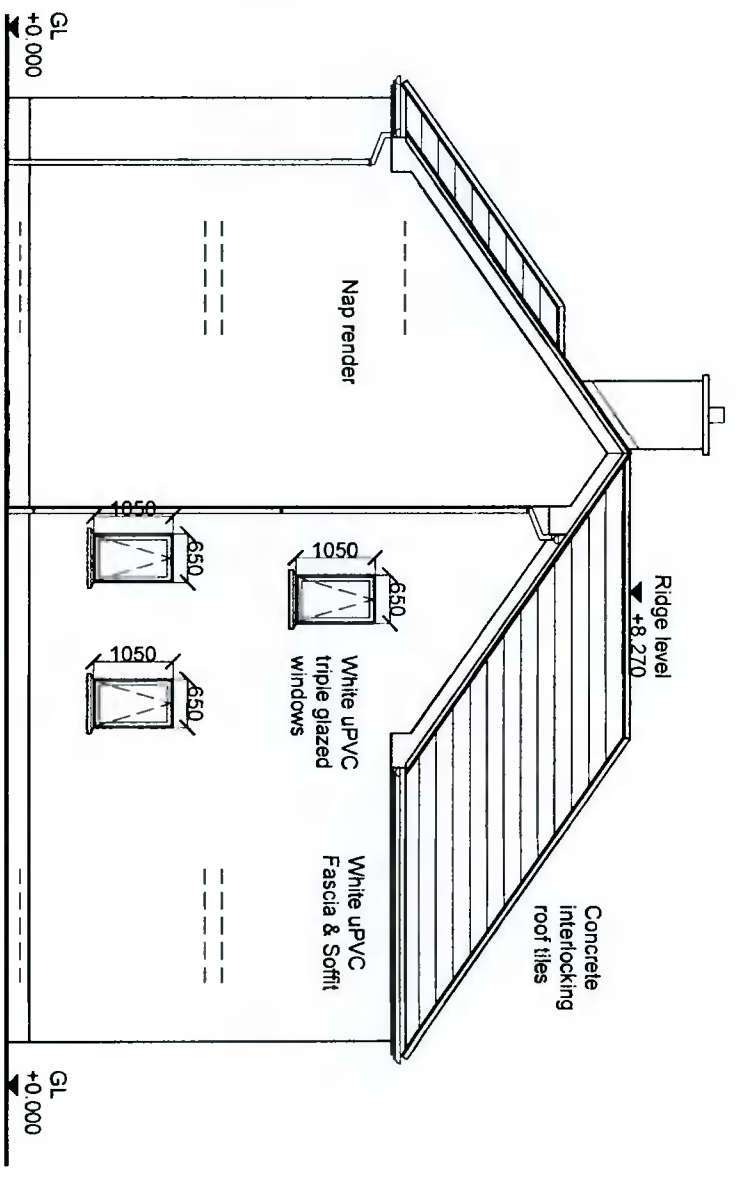 Ridge level
+8.270
Concrete
interlocking
roof tiles
Nap render
White uPVC
triple glazed
windows
White uPVC
Fascia & Soffit
650
1050
650
1050
650
1050
GL
+0.000
GL
+0.000